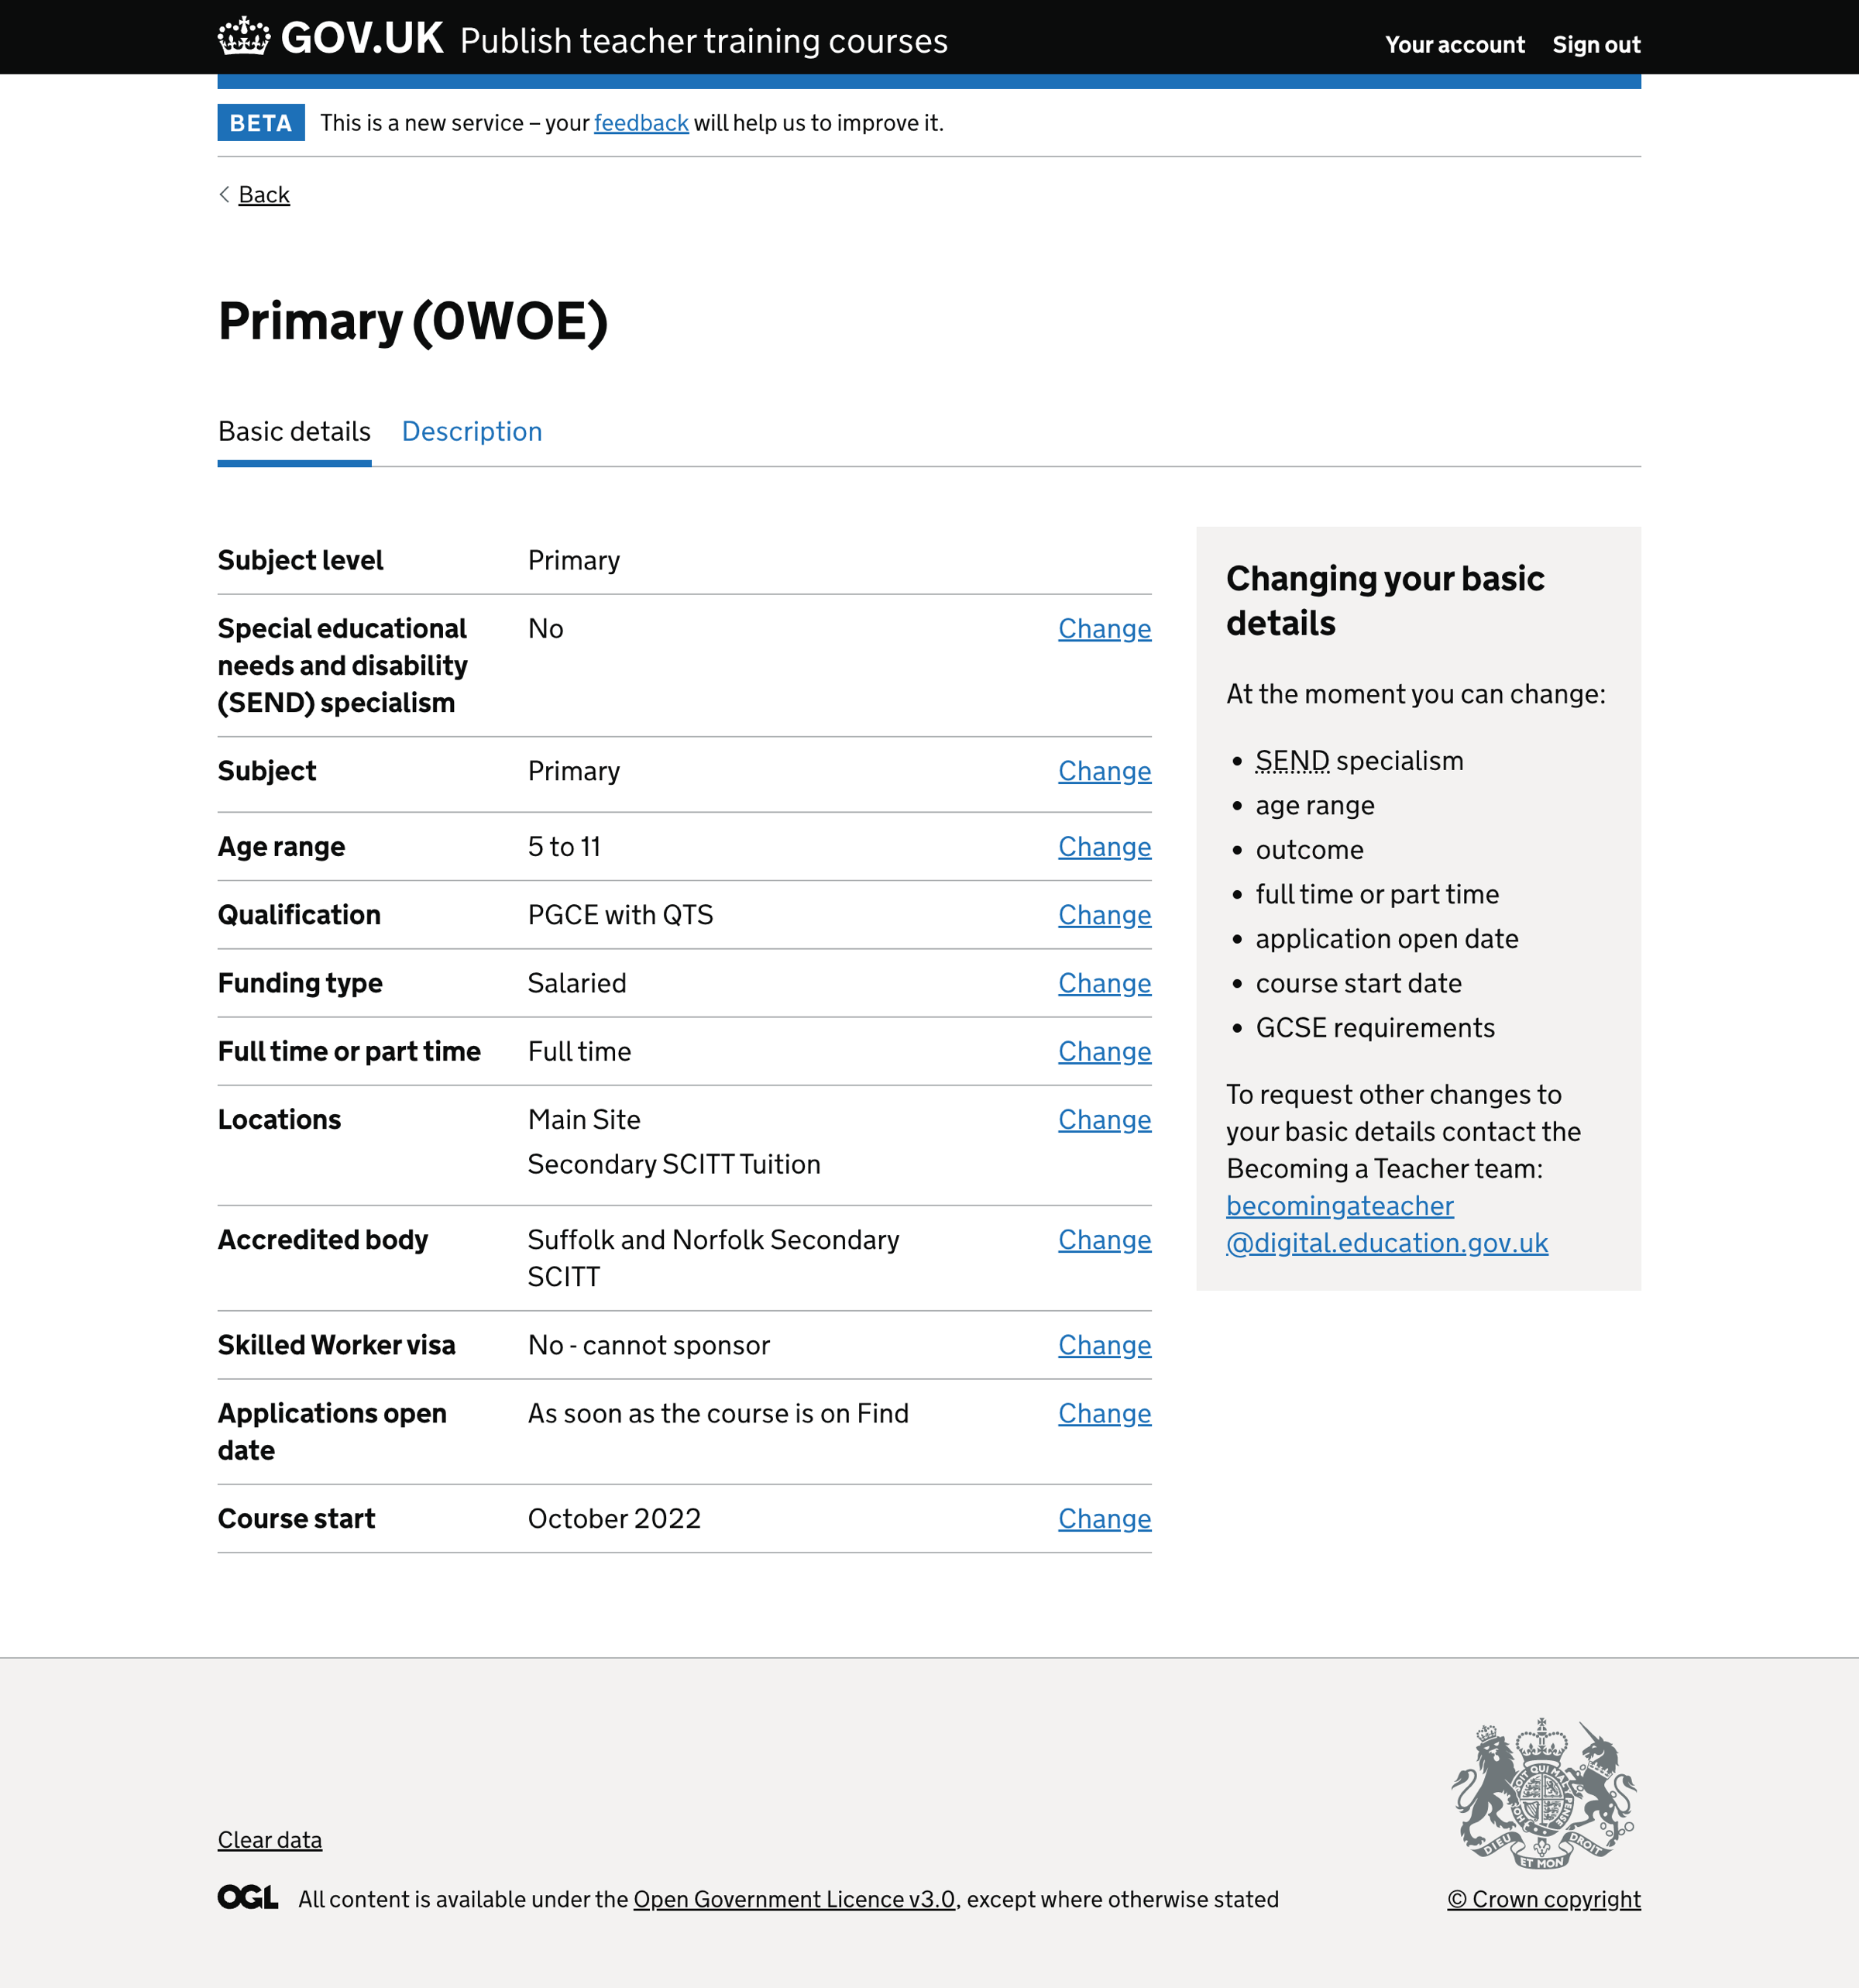 GOV.UK Publish teacher training courses
Your account Sign out
BETA This is a new service – your feedback will help us to improve it.
Back
Primary (0WOE)
Basic details Description
Subject level Primary
Special educational No Change
needs and disability
(SEND) specialism
Subject Primary Change
Age range 5 to 11 Change
Qualification PGCE with QTS Change
Funding type Salaried Change
Full time or part time Full time Change
Locations Main Site Change
Secondary SCITT Tuition
Accredited body Suffolk and Norfolk Secondary Change
SCITT
Skilled Worker visa No - cannot sponsor Change
Applications open As soon as the course is on Find Change
date
Course start October 2022 Change
Changing your basic
details
At the moment you can change:
• SEND specialism
• age range
• outcome
• full time or part time
• application open date
• course start date
• GCSE requirements
To request other changes to
your basic details contact the
Becoming a Teacher team:
becomingateacher
@digital.education.gov.uk
Clear data
OGL All content is available under the Open Government Licence v3.0, except where otherwise stated
DIEU ET MON DROIT
© Crown copyright